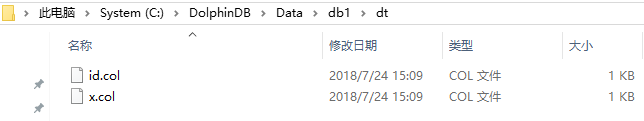 此电脑 > System (C:) > DolphinDB > Data > db1 > dt
名称 修改日期 类型 大小
id.col 2018/7/24 15:09 COL 文件 1 KB
x.col 2018/7/24 15:09 COL 文件 1 KB